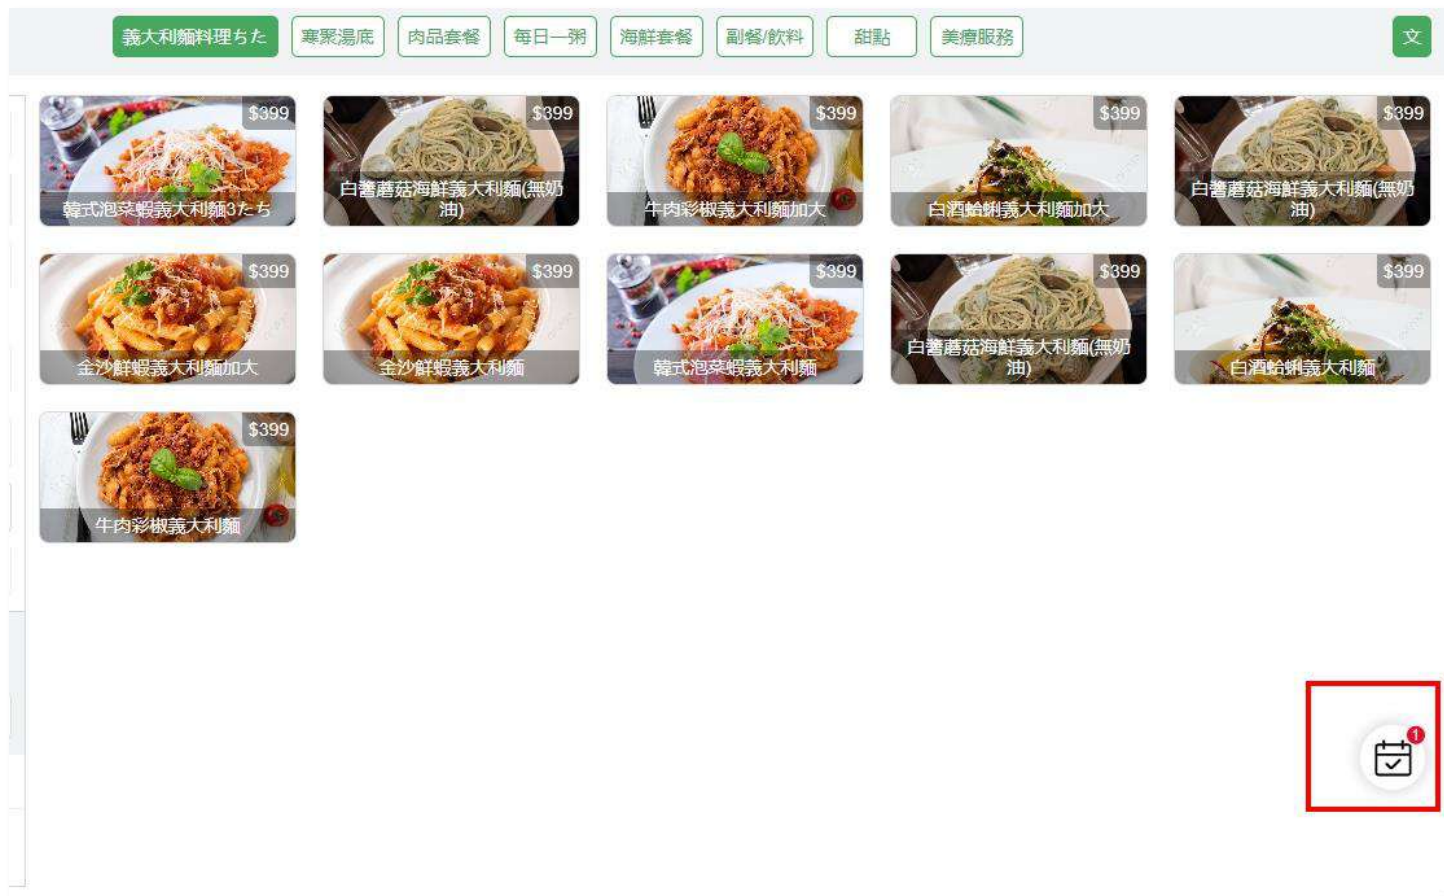 義大利麵料理ちた
寒聚湯底
肉品套餐
每日一粥
海鮮套餐
副餐/飲料
甜點
美療服務
文
$399
韓式泡菜蝦義大利麵3たち
$399
白醬蘑菇海鮮義大利麵(無奶
油)
$399
牛肉彩椒義大利麵加大
$399
白酒蛤蜊義大利麵加大
$399
白醬蘑菇海鮮義大利麵(無奶
油)
$399
金沙鮮蝦義大利麵加大
$399
金沙鮮蝦義大利麵
$399
韓式泡菜蝦義大利麵
$399
白醬蘑菇海鮮義大利麵(無奶
油)
$399
白酒蛤蜊義大利麵
$399
牛肉彩椒義大利麵
1